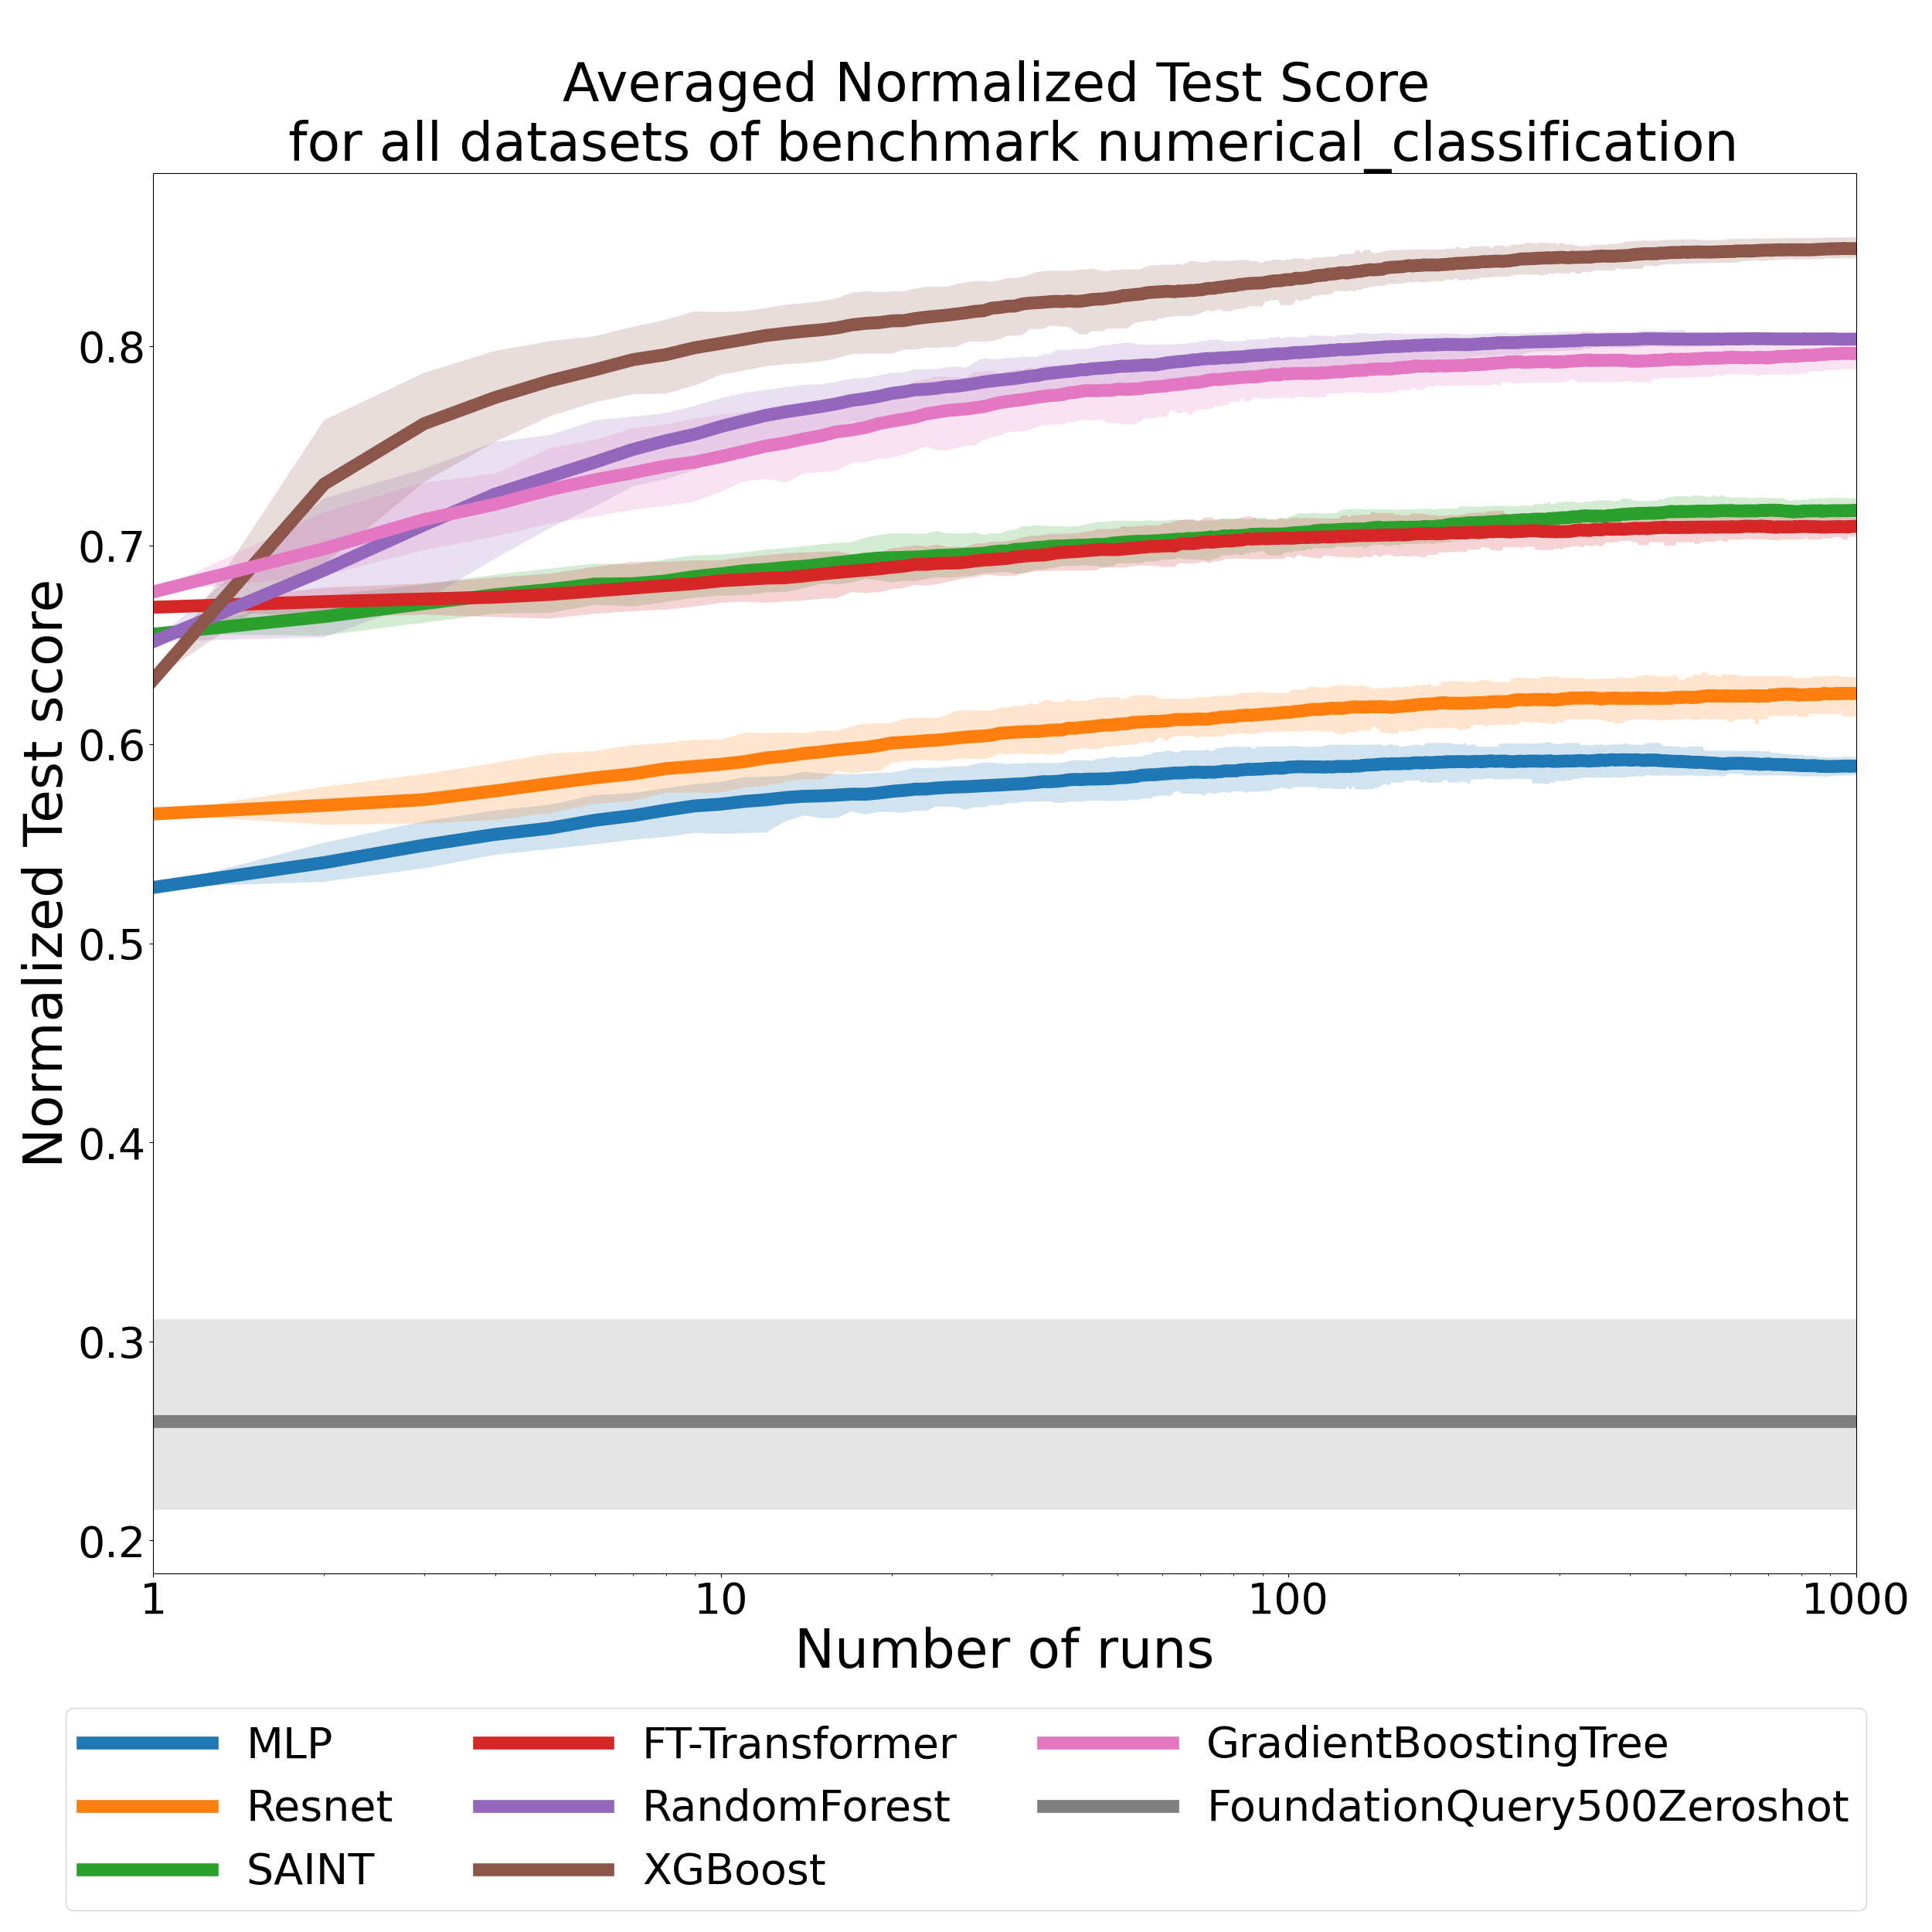 Averaged Normalized Test Score
for all datasets of benchmark numerical_classification
Normalized Test score
0.8
0.7
0.6
0.5
0.4
0.3
0.2
1
10
100
1000
Number of runs
MLP
Resnet
SAINT
FT-Transformer
RandomForest
XGBoost
GradientBoostingTree
FoundationQuery500Zeroshot